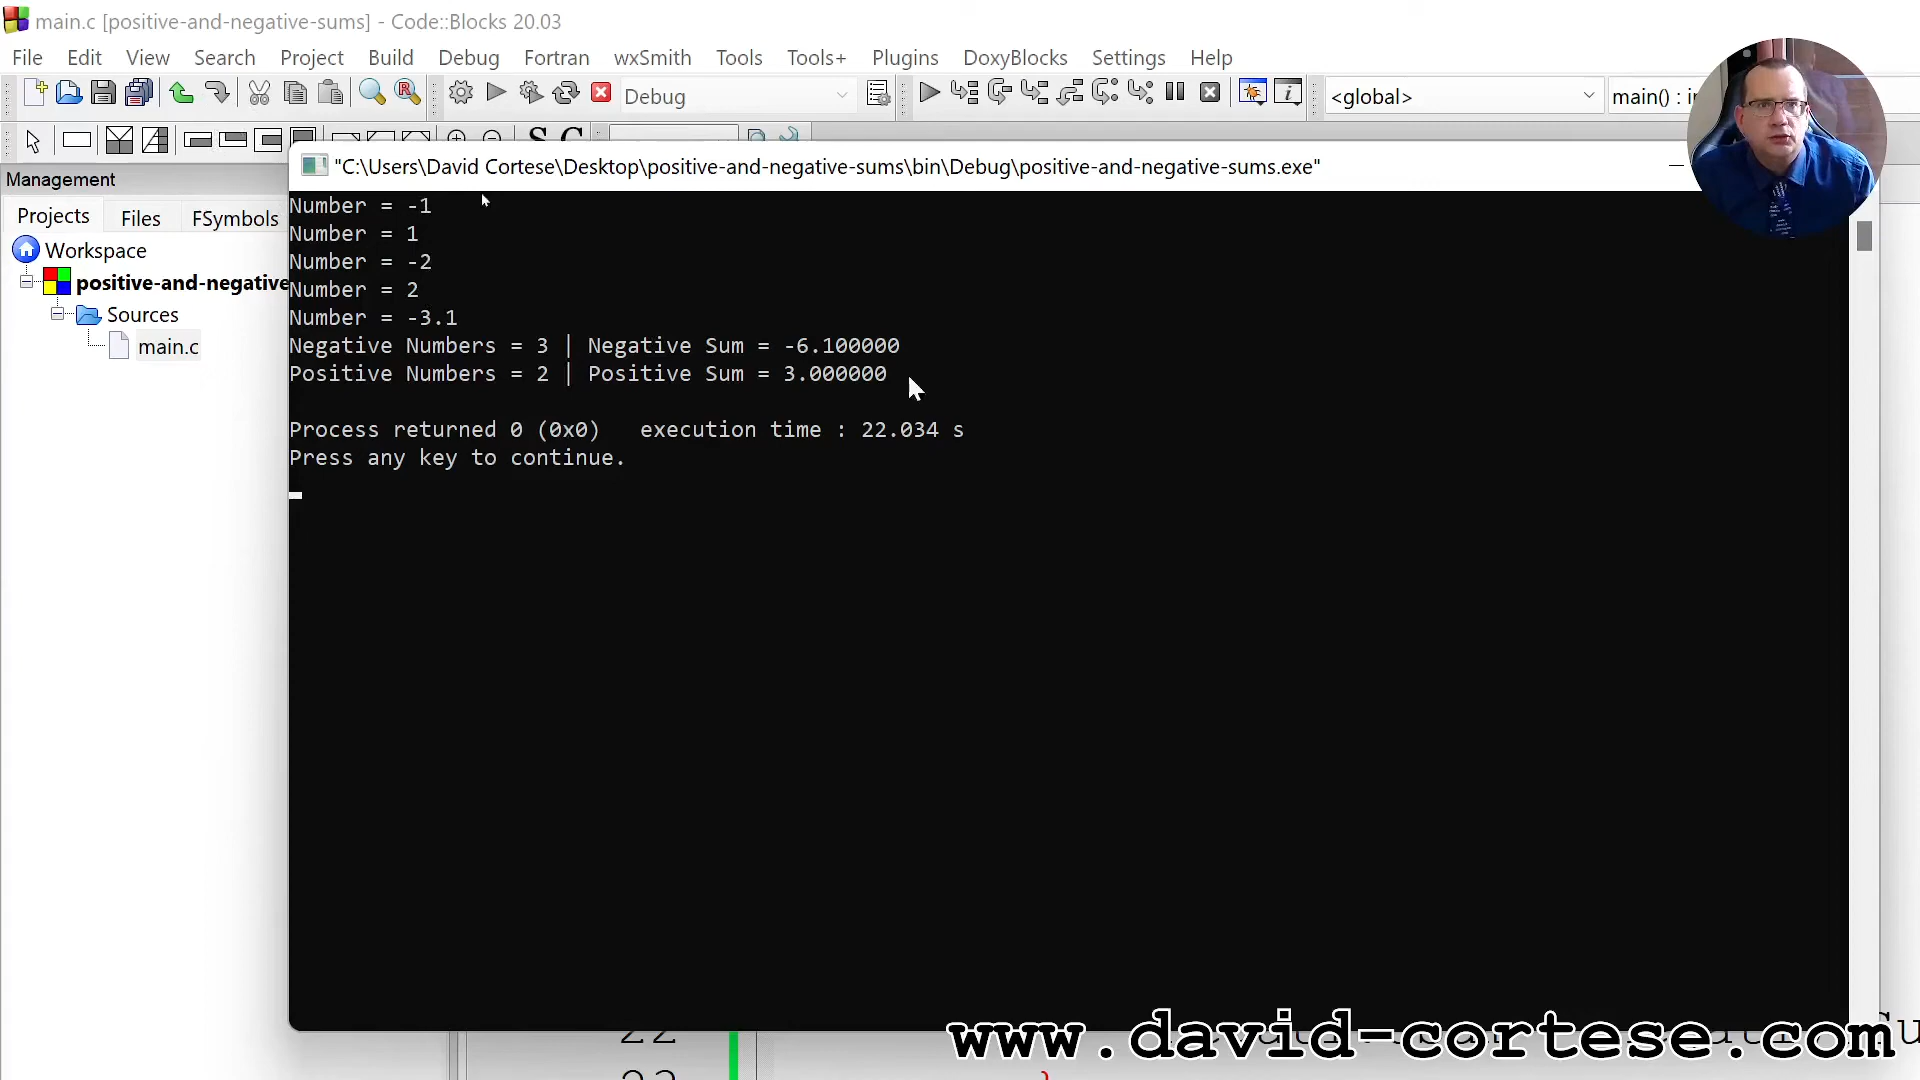 main.c [positive-and-negative-sums] - Code::Blocks 20.03
File Edit View Search Project Build Debug Fortran wxSmith Tools Tools+ Plugins DoxyBlocks Settings Help
Debug <global> main() :
S C
Management
"C:\Users\David Cortese\Desktop\positive-and-negative-sums\bin\Debug\positive-and-negative-sums.exe"
Projects Files FSymbols
Workspace
positive-and-negative
Sources
main.c
Number = -1
Number = 1
Number = -2
Number = 2
Number = -3.1
Negative Numbers = 3 | Negative Sum = -6.100000
Positive Numbers = 2 | Positive Sum = 3.000000
Process returned 0 (0x0) execution time : 22.034 s
Press any key to continue.
22
www.david-cortese.com
23 }